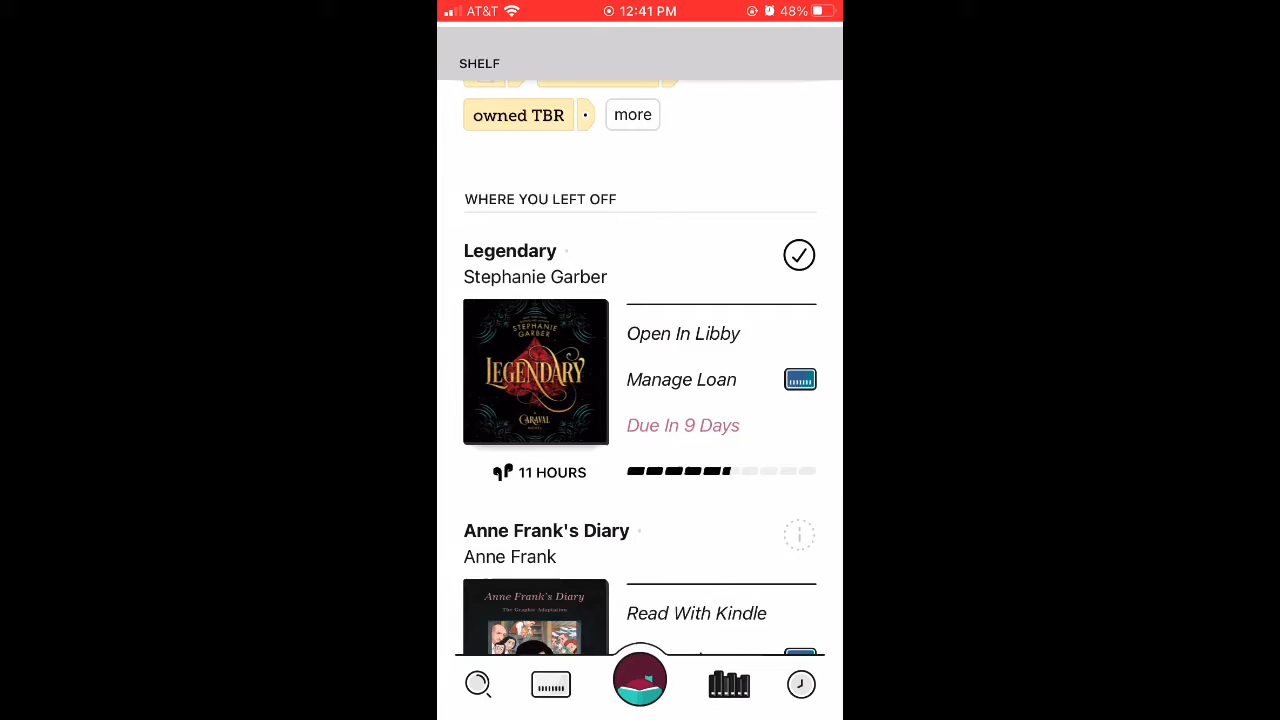 AT&T 12:41 PM 48%
SHELF
owned TBR more
WHERE YOU LEFT OFF
Legendary
Stephanie Garber
STEPHANIE
GARBER
LEGENDARY
A
CARAVAL
NOVEL
Open In Libby
Manage Loan
Due In 9 Days
11 HOURS
Anne Frank's Diary
Anne Frank
Anne Frank's Diary
The Graphic Adaptation
Read With Kindle